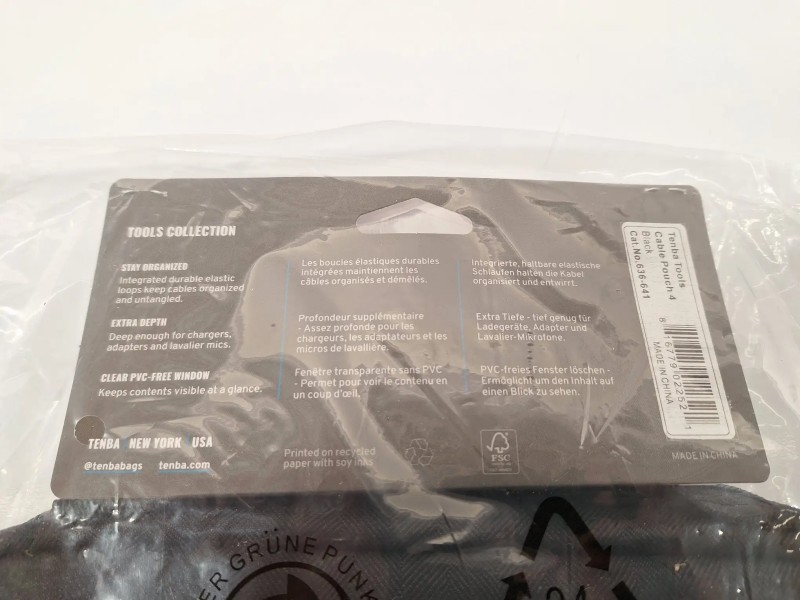 TOOLS COLLECTION
STAY ORGANIZED
Integrated durable elastic
loops keep cables organized
and untangled.
EXTRA DEPTH
Deep enough for chargers,
adapters and lavalier mics.
CLEAR PVC-FREE WINDOW
Keeps contents visible at a glance.
TENBA NEW YORK USA
@tenbabags tenba.com
Les boucles élastiques durables
intégrées maintiennent les
câbles organisés et démêlés.
Profondeur supplémentaire
- Assez profonde pour les
chargeurs, les adaptateurs et les
micros de lavallière.
Fenêtre transparente sans PVC
- Permet pour voir le contenu en
un coup d'œil.
Printed on recycled
paper with soy inks
Integrierte, haltbare elastische
Schlaufen halten die Kabel
organisiert und entwirrt.
Extra Tiefe - tief genug für
Ladegeräte, Adapter und
Lavalier-Mikrofone.
PVC-freies Fenster löschen -
Ermöglicht um den Inhalt auf
einen Blick zu sehen.
FSC
MADE IN CHINA
Tenba Tools
Cable Pouch 4
Black
Cat.No.636-641
8 16779 02252 1
MADE IN CHINA
ER GRÜNE PUNK
04